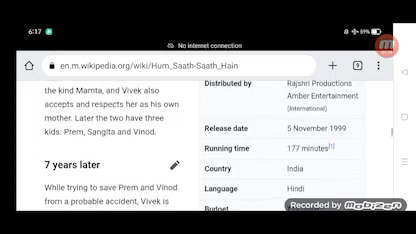 6:17
59%
No internet connection
en.m.wikipedia.org/wiki/Hum_Saath-Saath_Hain
9
the kind Mamta, and Vivek also
accepts and respects her as his own
mother. Later the two have three
kids: Prem, Sangita and Vinod.
7 years later
While trying to save Prem and Vinod
from a probable accident, Vivek is
Distributed by
Rajshri Productions
Amber Entertainment
(International)
Release date
5 November 1999
Running time
177 minutes[1]
Country
India
Language
Hindi
Budget
Recorded by
MobiZen